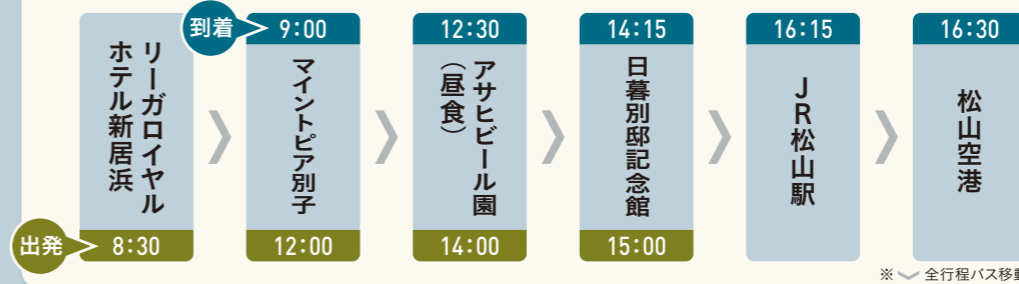 リーガロイヤル
ホテル新居浜
出発
8:30
到着
9:00
マイントピア別子
12:00
12:30
アサヒビール園
（昼食）
14:00
14:15
日暮別邸記念館
15:00
16:15
JR松山駅
16:30
松山空港
※ 全行程バス移動